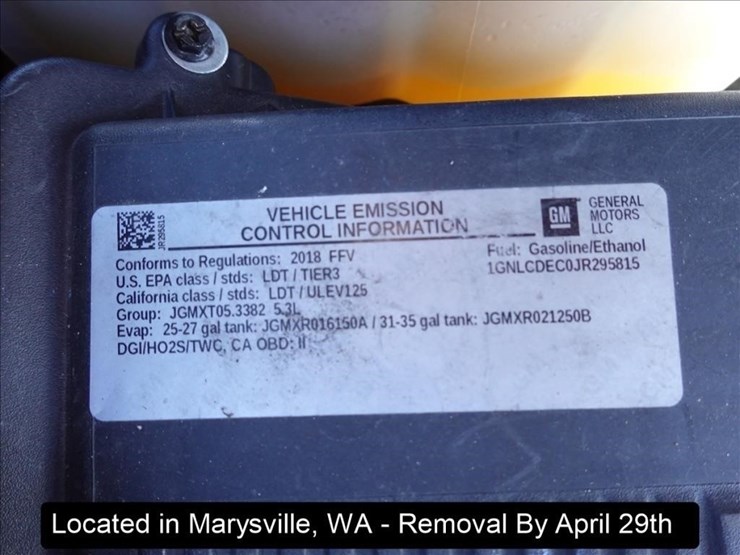 JR295815
VEHICLE EMISSION
CONTROL INFORMATION
GM
GENERAL
MOTORS
LLC
Conforms to Regulations: 2018 FFV
Fuel: Gasoline/Ethanol
U.S. EPA class / stds: LDT / TIER3
1GNLCDEC0JR295815
California class / stds: LDT / ULEV125
Group: JGMXT05.3382 5.3L
Evap: 25-27 gal tank: JGMXR016150A / 31-35 gal tank: JGMXR021250B
DGI/HO2S/TWC, CA OBD: II
Located in Marysville, WA - Removal By April 29th